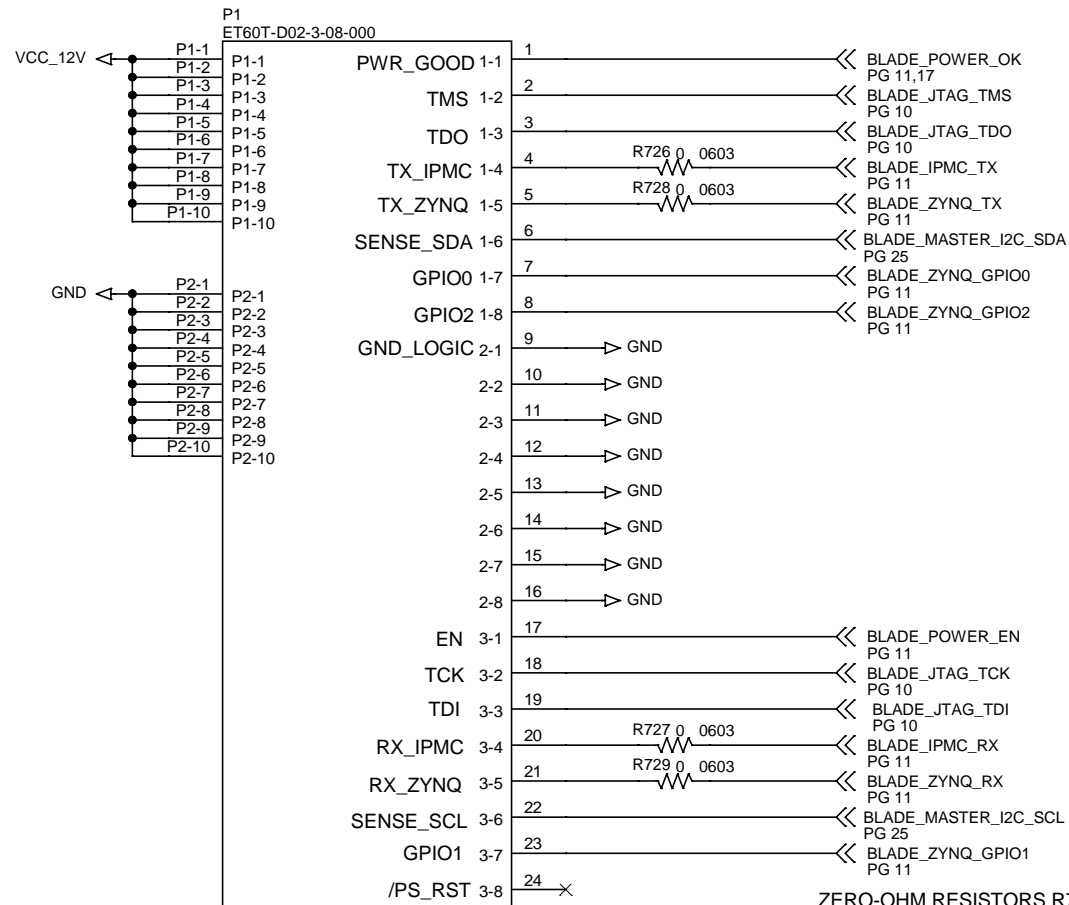 P1
ET60T-D02-3-08-000
VCC_12V
P1-1 P1-1
P1-2 P1-2
P1-3 P1-3
P1-4 P1-4
P1-5 P1-5
P1-6 P1-6
P1-7 P1-7
P1-8 P1-8
P1-9 P1-9
P1-10 P1-10
GND
P2-1 P2-1
P2-2 P2-2
P2-3 P2-3
P2-4 P2-4
P2-5 P2-5
P2-6 P2-6
P2-7 P2-7
P2-8 P2-8
P2-9 P2-9
P2-10 P2-10
PWR_GOOD 1-1 1 BLADE_POWER_OK
PG 11,17
TMS 1-2 2 BLADE_JTAG_TMS
PG 10
TDO 1-3 3 BLADE_JTAG_TDO
PG 10
TX_IPMC 1-4 4 R726 0 0603 BLADE_IPMC_TX
PG 11
TX_ZYNQ 1-5 5 R728 0 0603 BLADE_ZYNQ_TX
PG 11
SENSE_SDA 1-6 6 BLADE_MASTER_I2C_SDA
PG 25
GPIO0 1-7 7 BLADE_ZYNQ_GPIO0
PG 11
GPIO2 1-8 8 BLADE_ZYNQ_GPIO2
PG 11
GND_LOGIC 2-1 9 GND
2-2 10 GND
2-3 11 GND
2-4 12 GND
2-5 13 GND
2-6 14 GND
2-7 15 GND
2-8 16 GND
EN 3-1 17 BLADE_POWER_EN
PG 11
TCK 3-2 18 BLADE_JTAG_TCK
PG 10
TDI 3-3 19 BLADE_JTAG_TDI
PG 10
RX_IPMC 3-4 20 R727 0 0603 BLADE_IPMC_RX
PG 11
RX_ZYNQ 3-5 21 R729 0 0603 BLADE_ZYNQ_RX
PG 11
SENSE_SCL 3-6 22 BLADE_MASTER_I2C_SCL
PG 25
GPIO1 3-7 23 BLADE_ZYNQ_GPIO1
PG 11
/PS_RST 3-8 24
ZERO-OHM RESISTORS